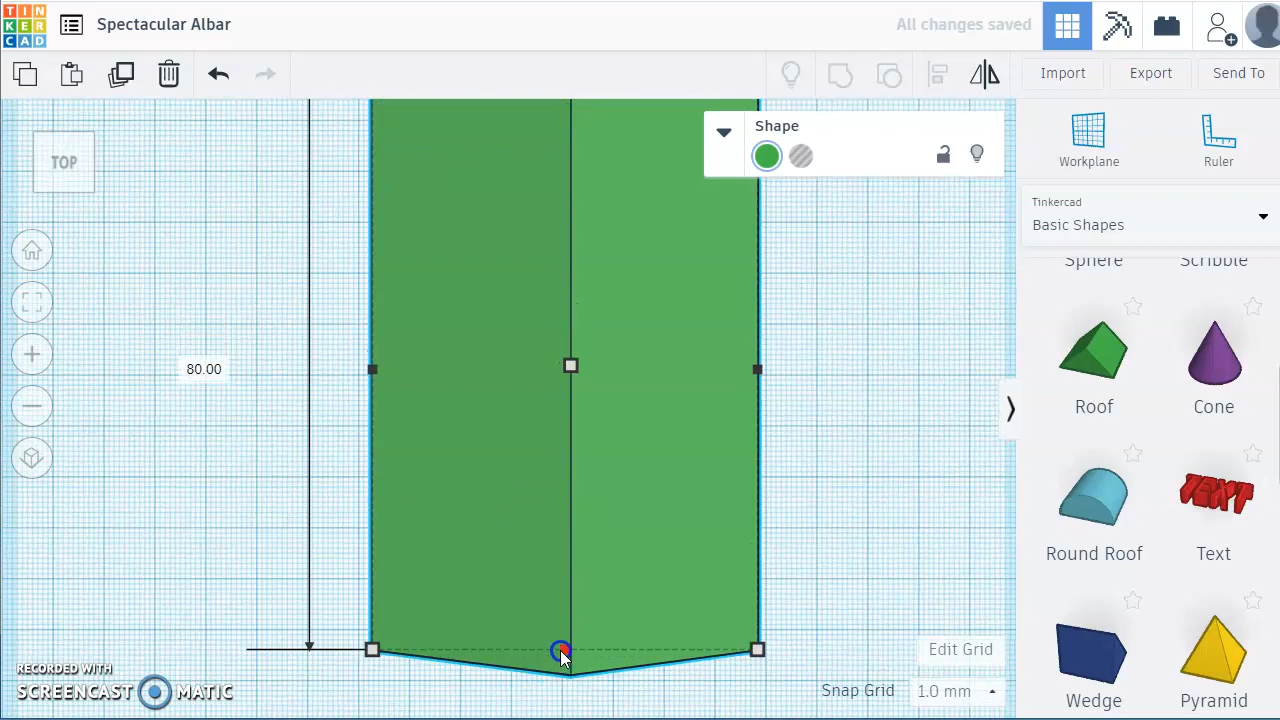 TIN
KER
CAD
Spectacular Albar
All changes saved
Import
Export
Send To
TOP
Shape
Workplane
Ruler
Tinkercad
Basic Shapes
Sphere
Scribble
80.00
Roof
Cone
TEXT
Round Roof
Text
Edit Grid
RECORDED WITH
SCREENCAST MATIC
Snap Grid
1.0 mm
Wedge
Pyramid